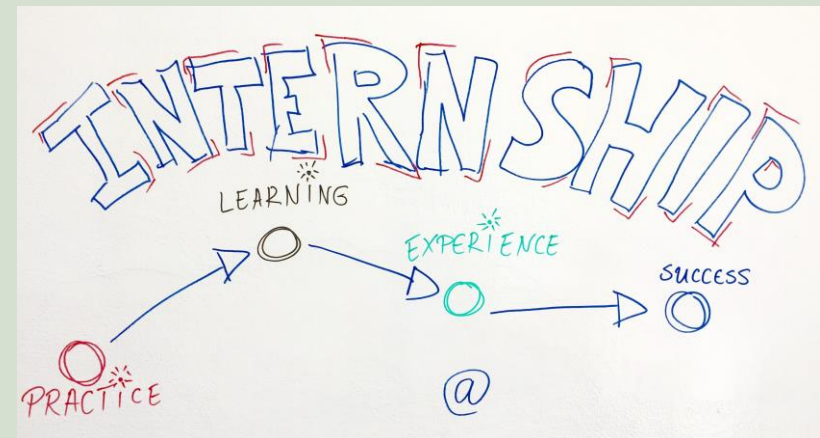 INTERNSHIP
LEARNING
EXPERIENCE
SUCCESS
PRACTICE
@